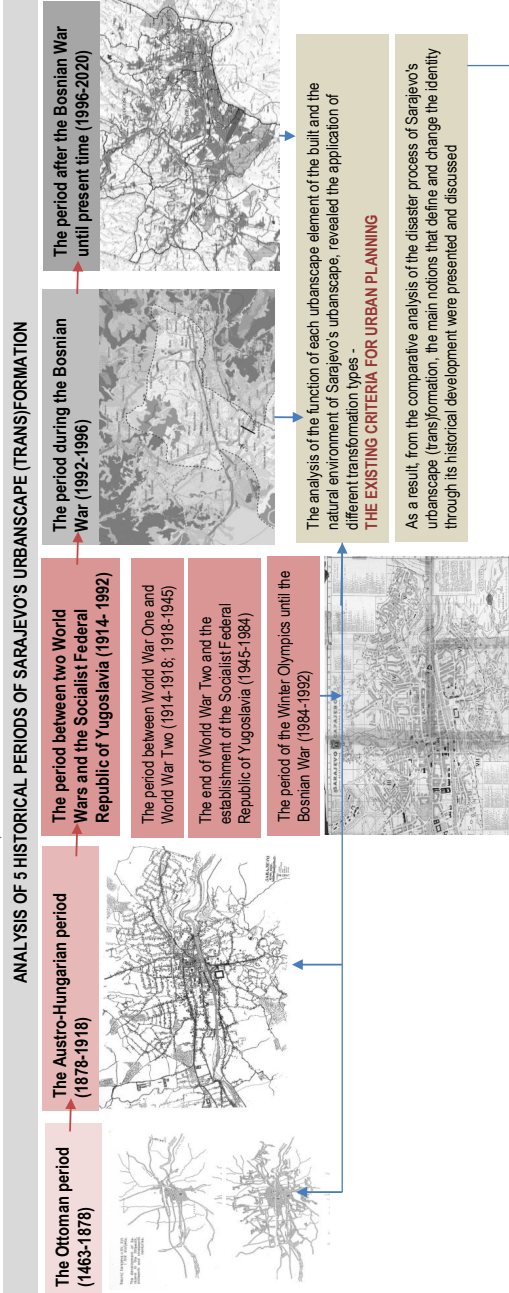 ANALYSIS OF 5 HISTORICAL PERIODS OF SARAJEVO'S URBANSCAPE (TRANS)FORMATION
The Ottoman period
(1463-1878)
The Austro-Hungarian period
(1878-1918)
The period between two World
Wars and the Socialist Federal
Republic of Yugoslavia (1914- 1992)
The period between World War One and
World War Two (1914-1918; 1918-1945)
The end of World War Two and the
establishment of the Socialist Federal
Republic of Yugoslavia (1945-1984)
The period of the Winter Olympics until the
Bosnian War (1984-1992)
SARAJEVO
The period during the Bosnian
War (1992-1996)
The period after the Bosnian War
until present time (1996-2020)
The analysis of the function of each urbanscape element of the built and the
natural environment of Sarajevo's urbanscape, revealed the application of
different transformation types -
THE EXISTING CRITERIA FOR URBAN PLANNING
As a result, from the comparative analysis of the disaster process of Sarajevo's
urbanscape (trans)formation, the main notions that define and change the identity
through its historical development were presented and discussed